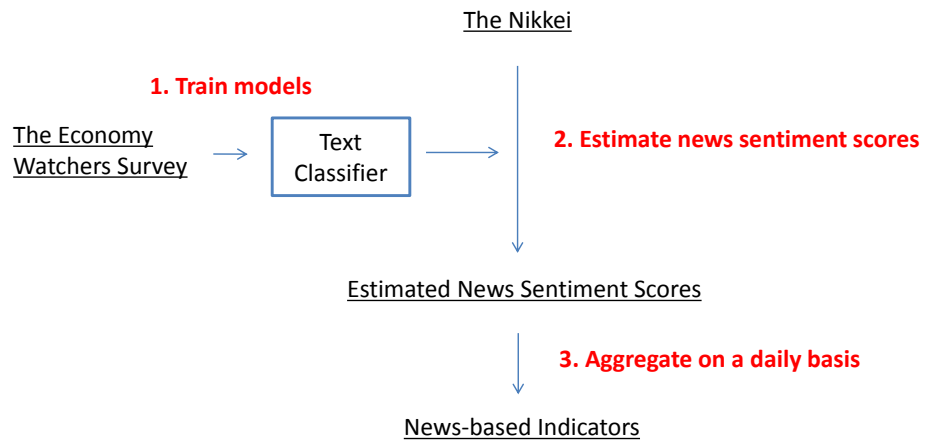 The Nikkei
1. Train models
The Economy
Watchers Survey
Text
Classifier
2. Estimate news sentiment scores
Estimated News Sentiment Scores
3. Aggregate on a daily basis
News-based Indicators